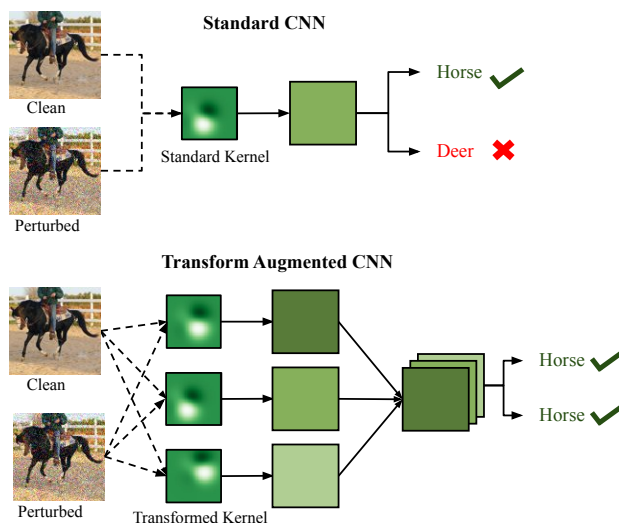 Standard CNN
Clean
Horse
Standard Kernel
Deer
Perturbed
Transform Augmented CNN
Clean
Horse
Horse
Perturbed
Transformed Kernel